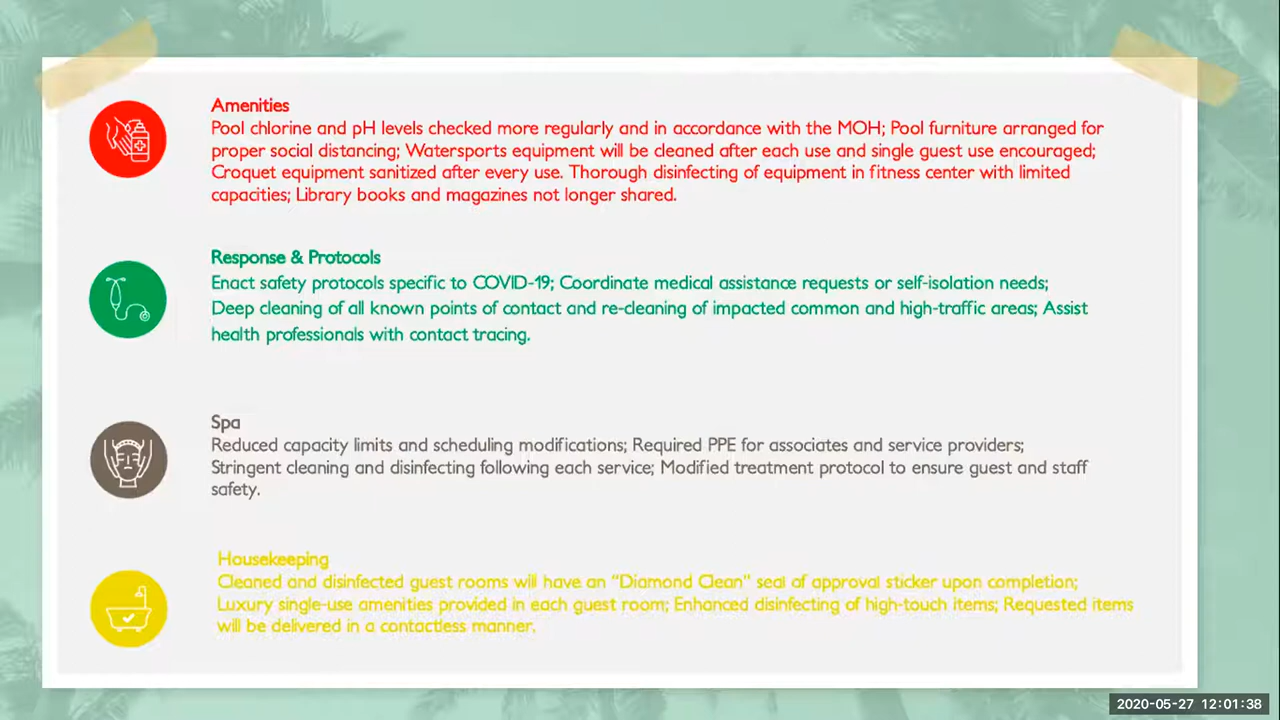 Amenities
Pool chlorine and pH levels checked more regularly and in accordance with the MOH; Pool furniture arranged for
proper social distancing; Watersports equipment will be cleaned after each use and single guest use encouraged;
Croquet equipment sanitized after every use. Thorough disinfecting of equipment in fitness center with limited
capacities; Library books and magazines not longer shared.
Response & Protocols
Enact safety protocols specific to COVID-19; Coordinate medical assistance requests or self-isolation needs;
Deep cleaning of all known points of contact and re-cleaning of impacted common and high-traffic areas; Assist
health professionals with contact tracing.
Spa
Reduced capacity limits and scheduling modifications; Required PPE for associates and service providers;
Stringent cleaning and disinfecting following each service; Modified treatment protocol to ensure guest and staff
safety.
Housekeeping
Cleaned and disinfected guest rooms will have an "Diamond Clean" seal of approval sticker upon completion;
Luxury single-use amenities provided in each guest room; Enhanced disinfecting of high-touch items; Requested items
will be delivered in a contactless manner.
2020-05-27 12:01:38